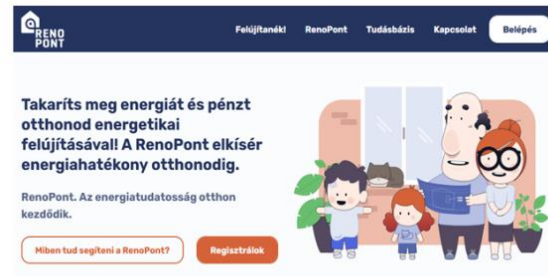 RENO
PONT
Felújítanék! RenoPont Tudásbázis Kapcsolat Belépés
Takaríts meg energiát és pénzt
otthonod energetikai
felújításával! A RenoPont elkísér
energiahatékony otthonodig.
RenoPont. Az energiatudatosság otthon
kezdődik.
Miben tud segíteni a RenoPont? Regisztrálok